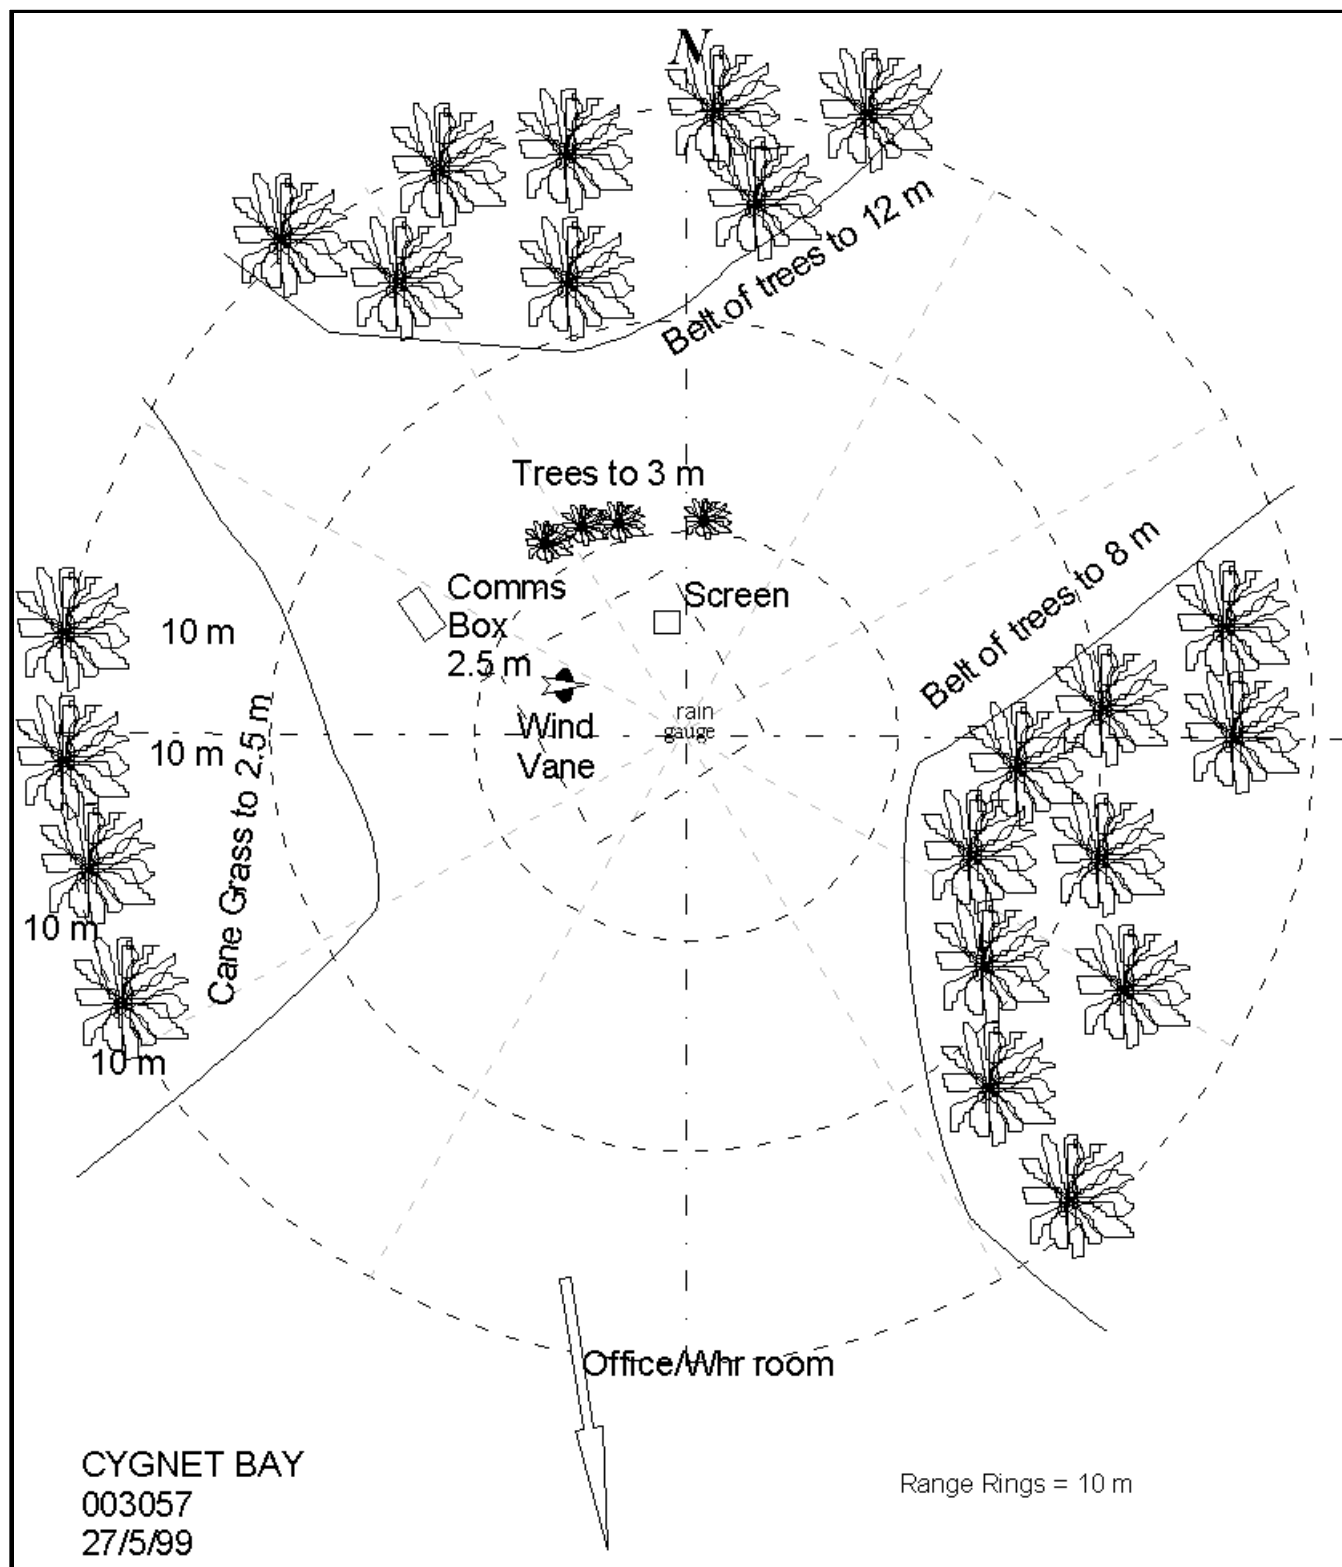 N
Belt of trees to 12 m
Trees to 3 m
Comms
Box
2.5 m
Screen
Belt of trees to 8 m
10 m
rain
gauge
Wind
Vane
10 m
Cane Grass to 2.5 m
10 m
10 m
Office/Whr room
CYGNET BAY
003057
27/5/99
Range Rings = 10 m